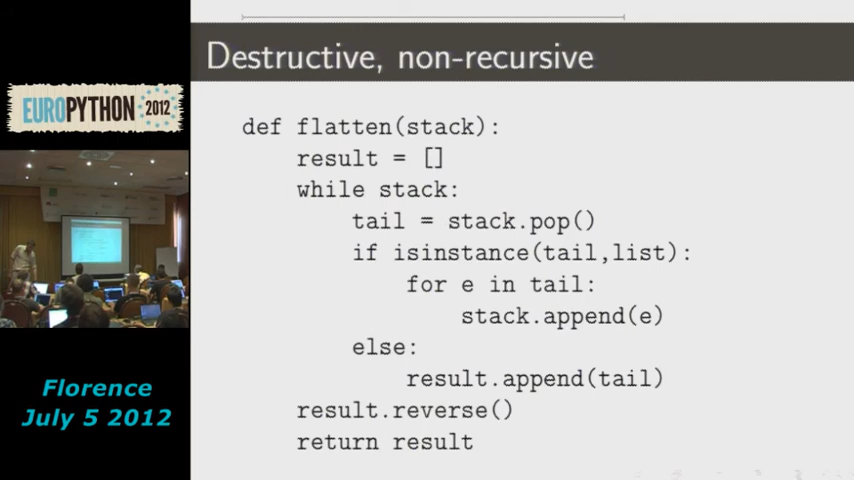 Destructive, non-recursive
EUROPYTHON 2012
def flatten(stack):
    result = []
    while stack:
        tail = stack.pop()
        if isinstance(tail,list):
            for e in tail:
                stack.append(e)
        else:
            result.append(tail)
    result.reverse()
    return result
Florence
July 5 2012